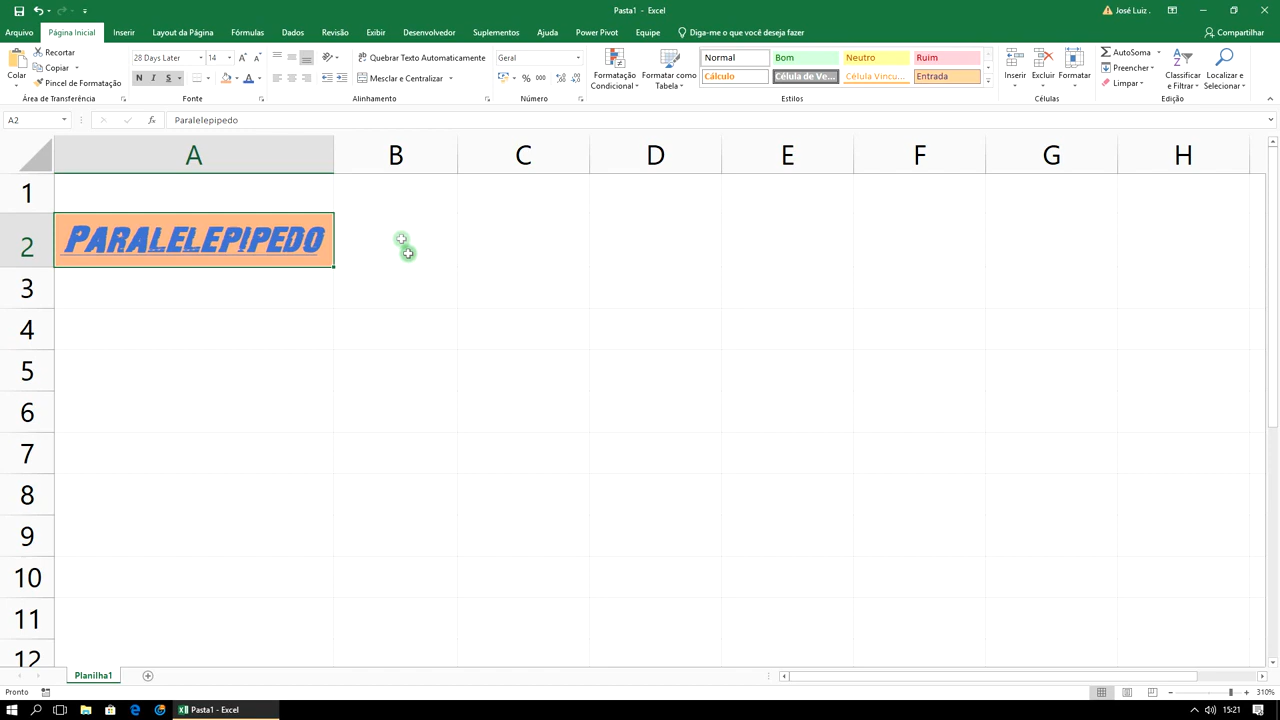 Pasta1 - Excel
José Luiz .
Arquivo Página Inicial Inserir Layout da Página Fórmulas Dados Revisão Exibir Desenvolvedor Suplementos Ajuda Power Pivot Equipe Diga-me o que você deseja fazer Compartilhar
Colar
Recortar
Copiar
Pincel de Formatação
Área de Transferência
28 Days Later 14
N I S
Fonte
Quebrar Texto Automaticamente
Mesclar e Centralizar
Alinhamento
Geral
% 000
Número
Formatação Condicional
Formatar como Tabela
Normal Bom Neutro Ruim
Cálculo Célula de Ve... Célula Vincu... Entrada
Estilos
Inserir Excluir Formatar
Células
AutoSoma
Preencher
Limpar
Classificar e Filtrar
Localizar e Selecionar
Edição
A2 fx Paralelepipedo
A B C D E F G H
1
2 PARALELEPIPEDO
3
4
5
6
7
8
9
10
11
12
Planilha1
Pronto 310%
Pasta1 - Excel 15:21